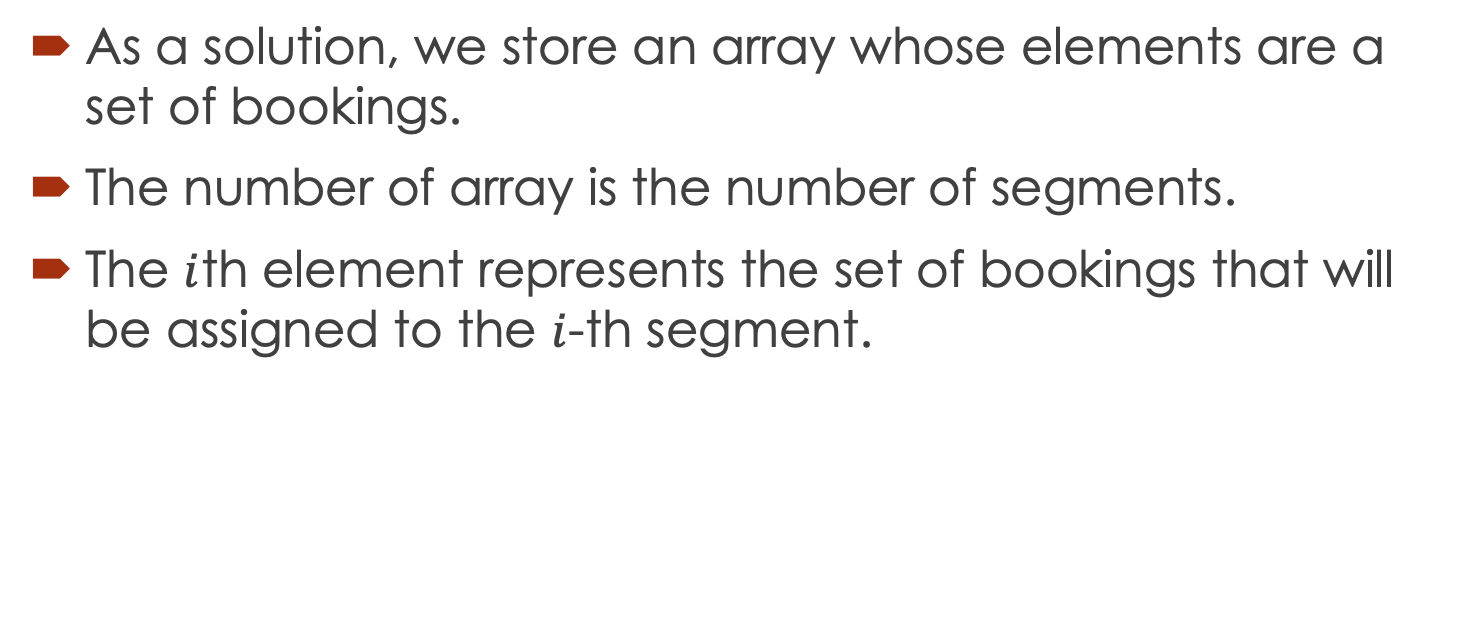 As a solution, we store an array whose elements are a
set of bookings.
The number of array is the number of segments.
The 𝑖th element represents the set of bookings that will
be assigned to the 𝑖-th segment.